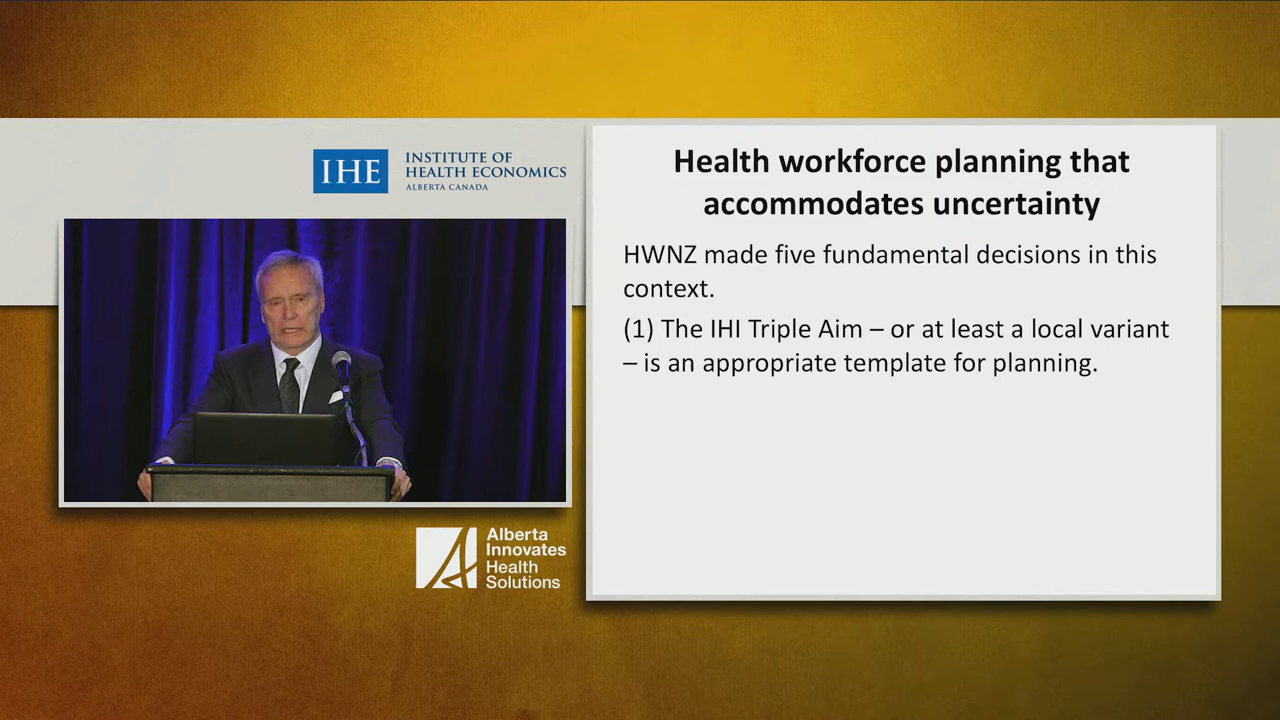 IHE
INSTITUTE OF
HEALTH ECONOMICS
ALBERTA CANADA
Health workforce planning that
accommodates uncertainty
HWNZ made five fundamental decisions in this
context.
(1) The IHI Triple Aim – or at least a local variant
– is an appropriate template for planning.
Alberta
Innovates
Health
Solutions